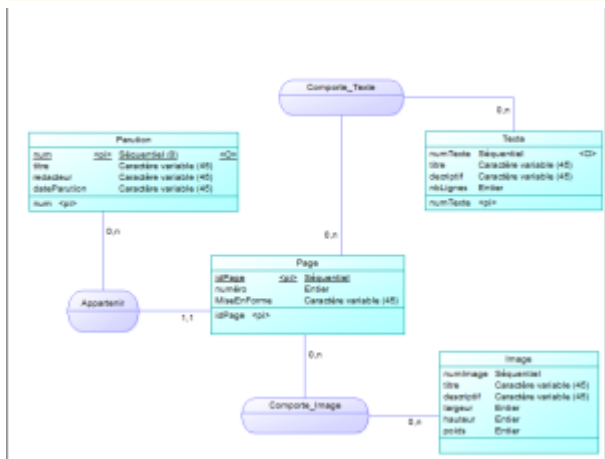 Comporte_Texte
0,n
Parution
num <pi> Séquentiel (8) <O>
titre Caractère variable (45)
redacteur Caractère variable (45)
dateParution Caractère variable (45)
num <pi>
Texte
numTexte Séquentiel <O>
titre Caractère variable (45)
decriptif Caractère variable (45)
nbLignes Entier
numTexte <pi>
0,n
0,n
Page
idPage <pi> Séquentiel
numéro Entier
MiseEnForme Caractère variable (45)
idPage <pi>
Appartenir
1,1
0,n
Image
numImage Séquentiel
titre Caractère variable (45)
descriptif Caractère variable (45)
largeur Entier
hauteur Entier
poids Entier
Comporte_Image
0,n